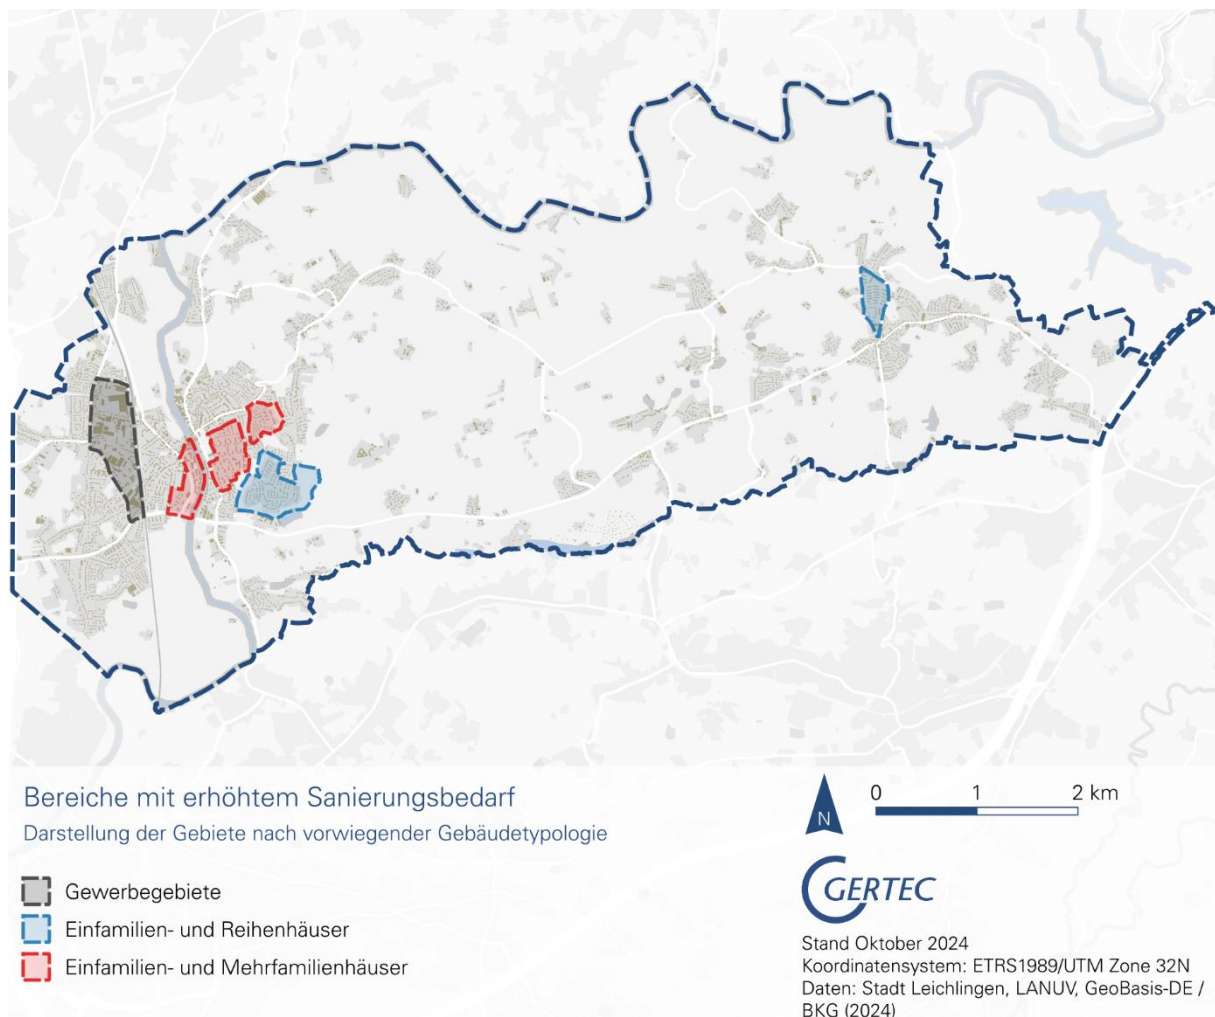 Bereiche mit erhöhtem Sanierungsbedarf
Darstellung der Gebiete nach vorwiegender Gebäudetypologie
Gewerbegebiete
Einfamilien- und Reihenhäuser
Einfamilien- und Mehrfamilienhäuser
N
0 1 2 km
GERTEC
Stand Oktober 2024
Koordinatensystem: ETRS1989/UTM Zone 32N
Daten: Stadt Leichlingen, LANUV, GeoBasis-DE /
BKG (2024)